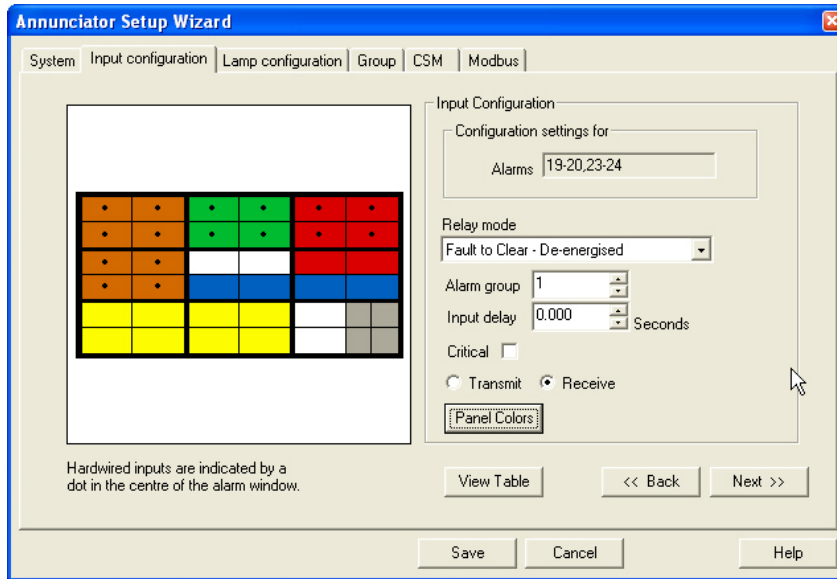 Annunciator Setup Wizard
System Input configuration Lamp configuration Group CSM Modbus
Input Configuration
Configuration settings for
Alarms 19-20,23-24
Relay mode
Fault to Clear - De-energised
Alarm group 1
Input delay 0.000 Seconds
Critical
Transmit Receive
Panel Colors
Hardwired inputs are indicated by a
dot in the centre of the alarm window.
View Table << Back Next >>
Save Cancel Help